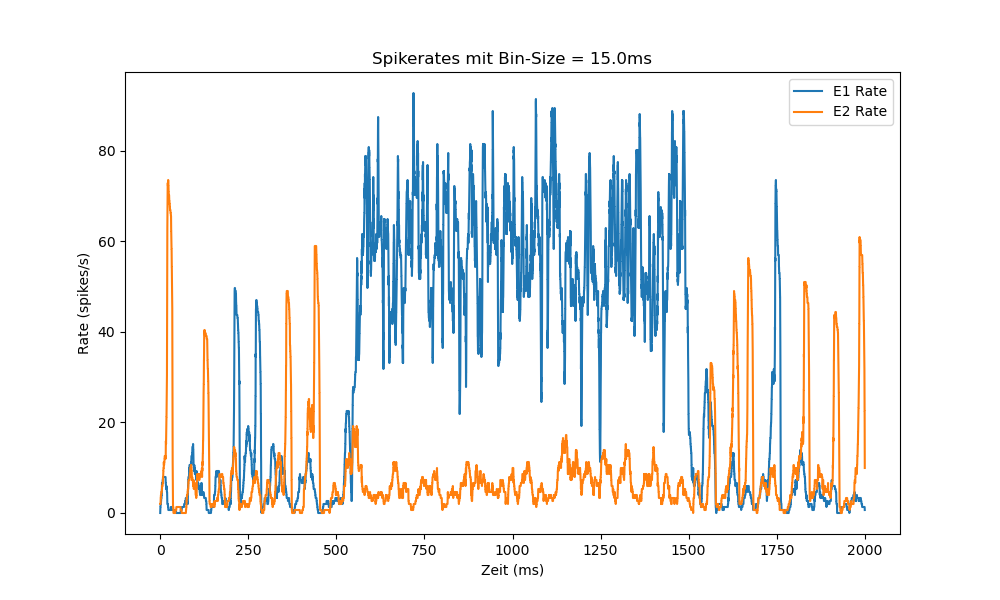 Spikerates mit Bin-Size = 15.0ms
E1 Rate
E2 Rate
80
60
40
20
0
Rate (spikes/s)
0 250 500 750 1000 1250 1500 1750 2000
Zeit (ms)